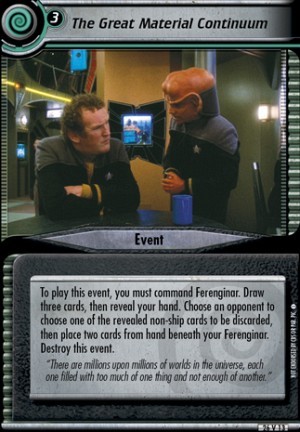 3
The Great Material Continuum
Event
To play this event, you must command Ferenginar. Draw
three cards, then reveal your hand. Choose an opponent to
choose one of the revealed non-ship cards to be discarded,
then place two cards from hand beneath your Ferenginar.
Destroy this event.
"There are millions upon millions of worlds in the universe, each
one filled with too much of one thing and not enough of another."